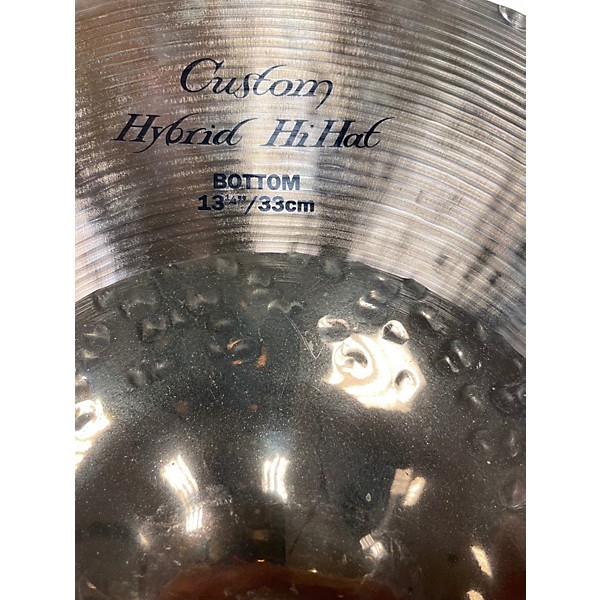 Custom
Hybrid HiHat
BOTTOM
13¼"/33cm